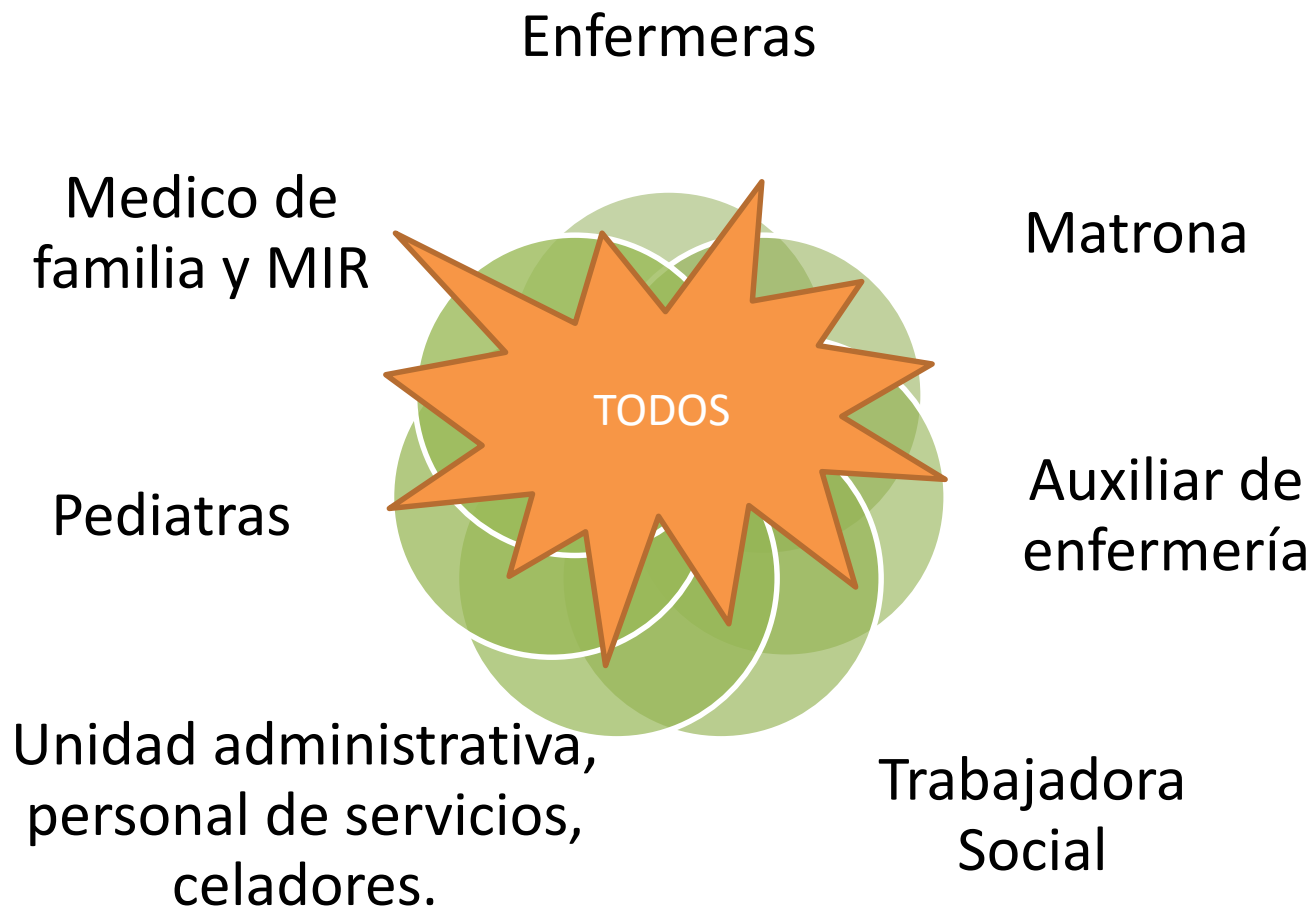 Enfermeras
Medico de
familia y MIR
Matrona
TODOS
Pediatras
Auxiliar de
enfermería
Unidad administrativa,
personal de servicios,
celadores.
Trabajadora
Social